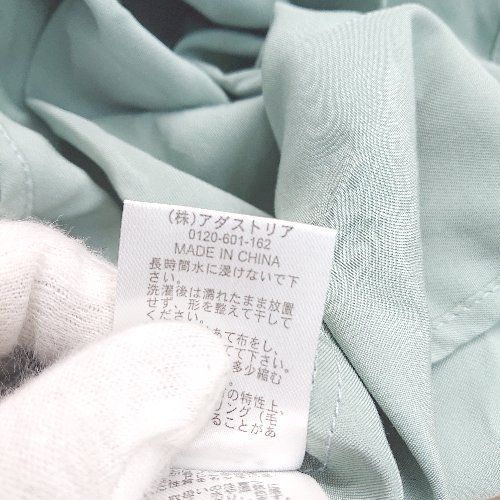 (株)アダストリア
0120-601-162
MADE IN CHINA
長時間水に浸けないで下
さい。
洗濯後は濡れたまま放置
せず、形を整えて干して
ください。
あて布をし、
てて下さい。
多少縮む
。
の特性上、
リング(毛
ることがあ